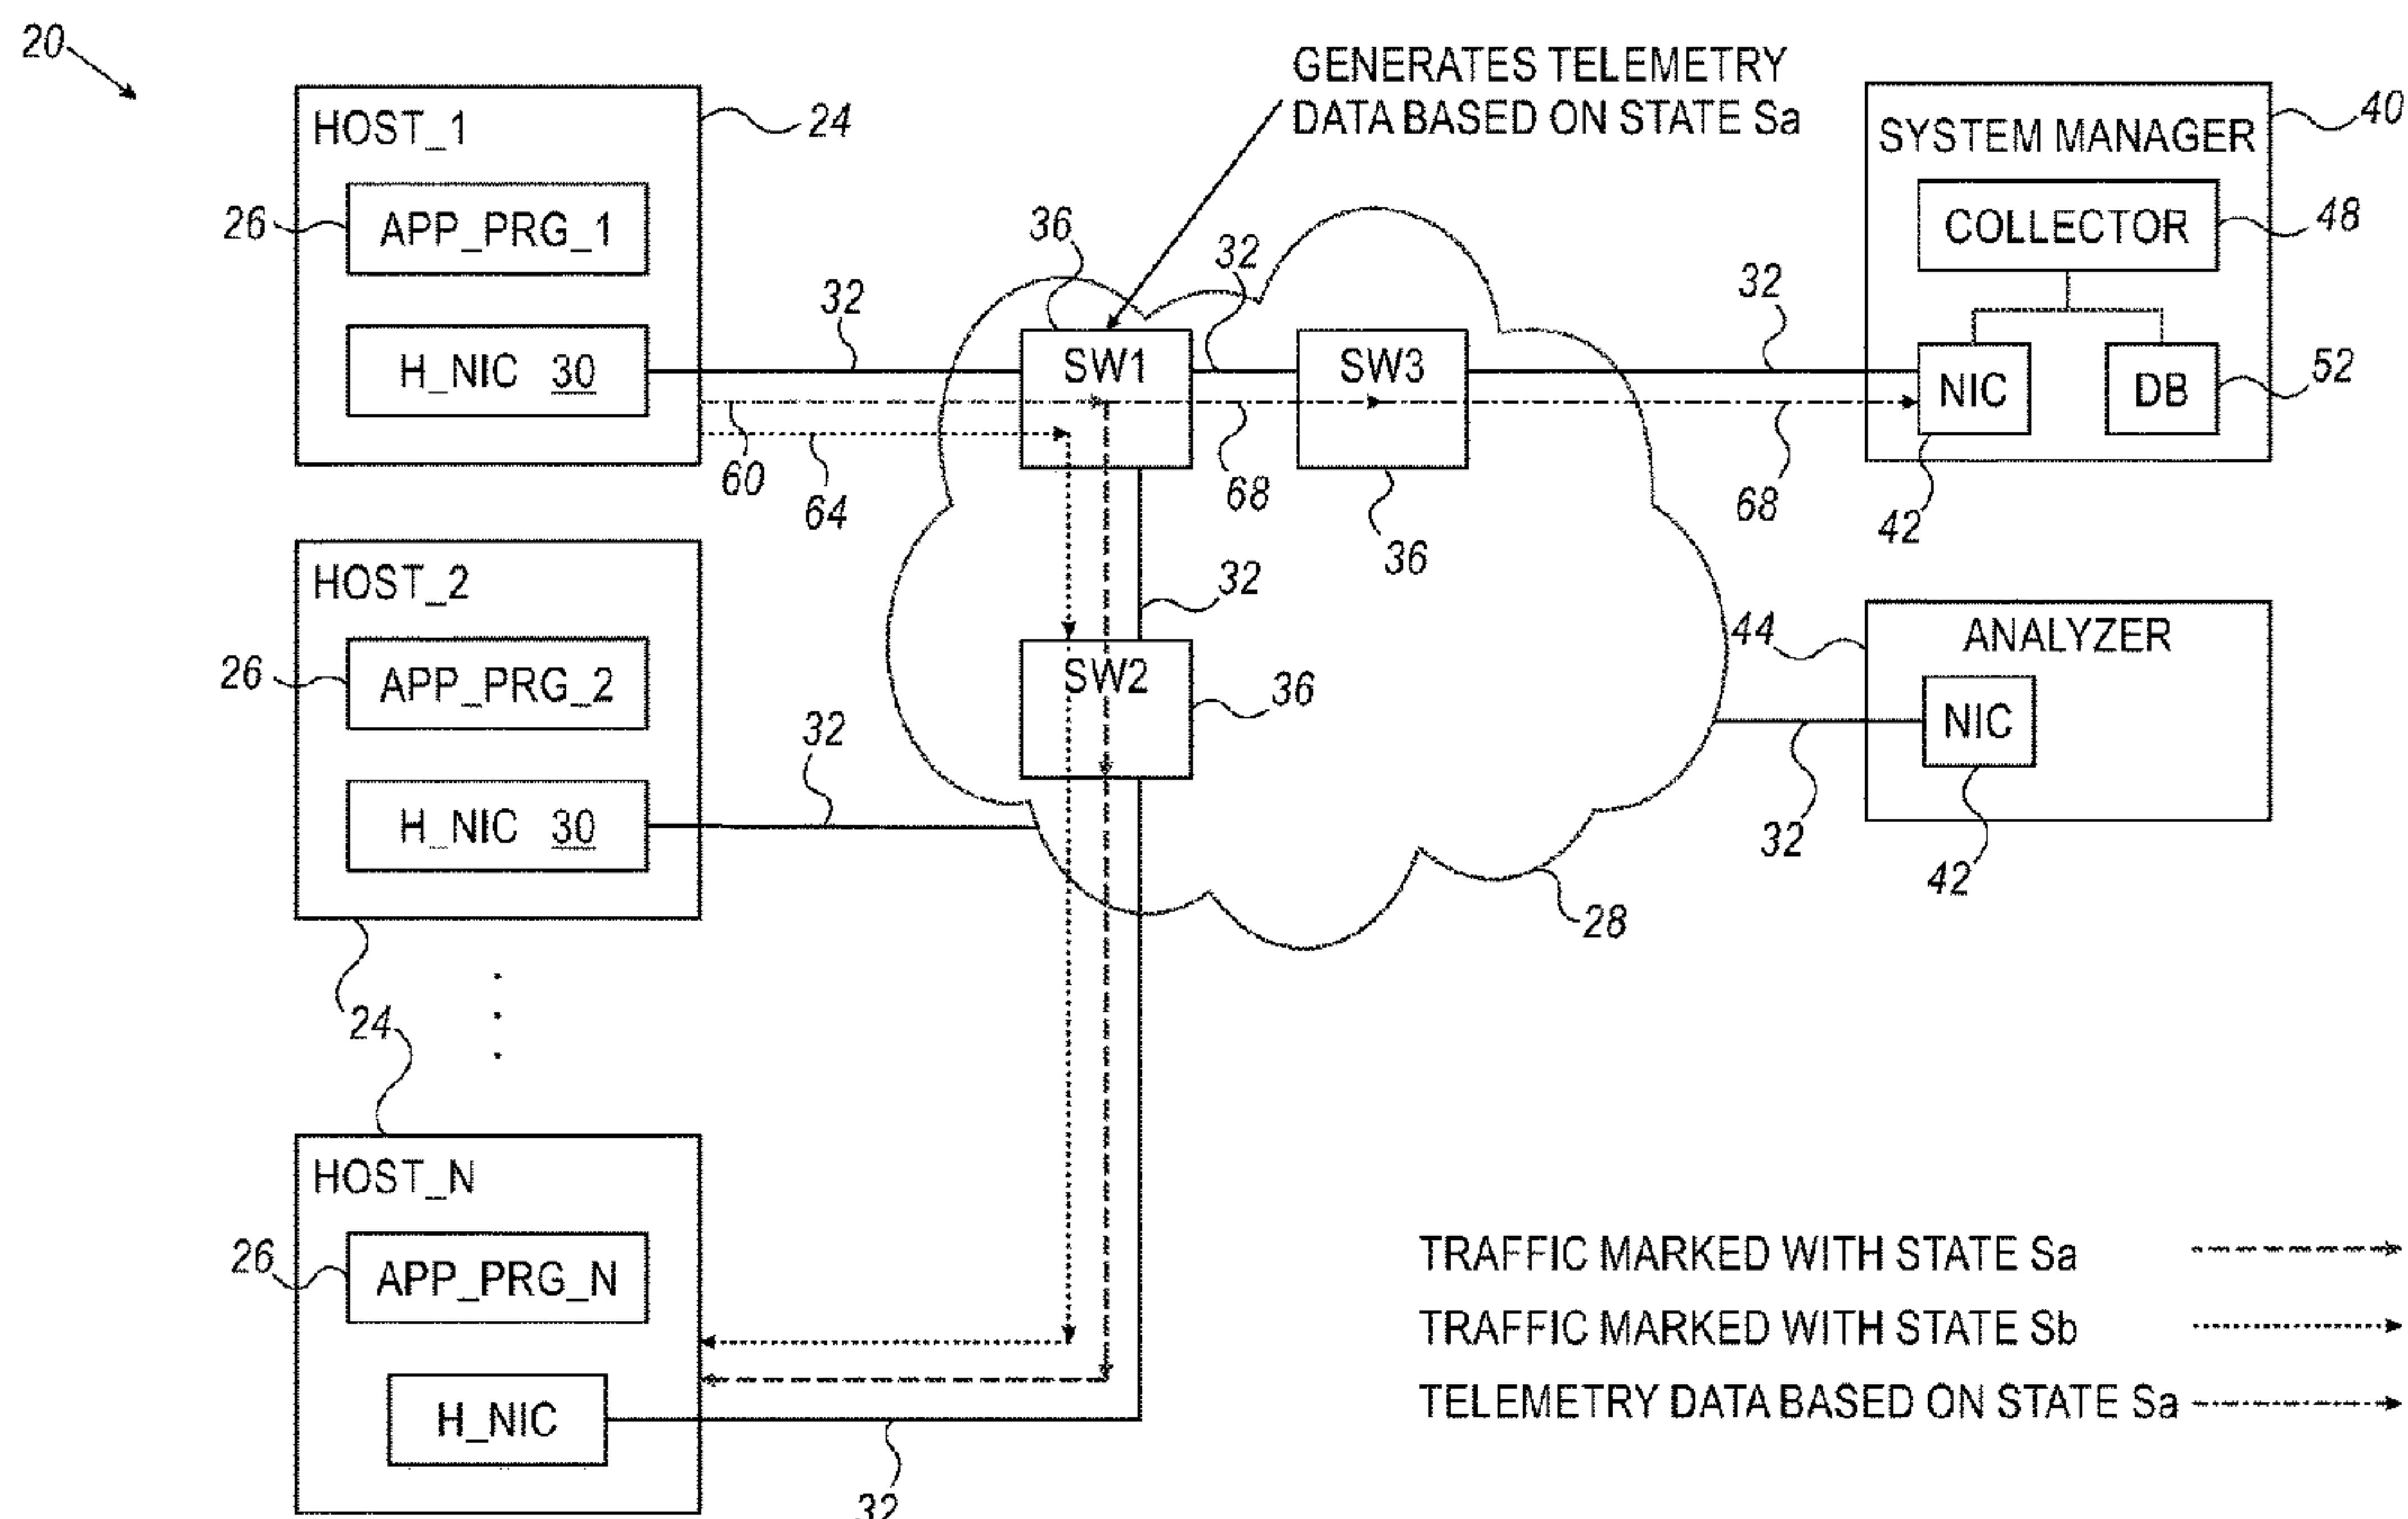 20
HOST_1
24
26
APP_PRG_1
H_NIC 30
32
60
64
GENERATES TELEMETRY
DATA BASED ON STATE Sa
36
32
SW1
SW3
68
36
32
68
SYSTEM MANAGER
40
COLLECTOR
48
NIC
DB
52
42
HOST_2
26
APP_PRG_2
H_NIC 30
32
24
32
SW2
36
28
44
ANALYZER
NIC
32
42
24
HOST_N
26
APP_PRG_N
H_NIC
32
TRAFFIC MARKED WITH STATE Sa
TRAFFIC MARKED WITH STATE Sb
TELEMETRY DATA BASED ON STATE Sa